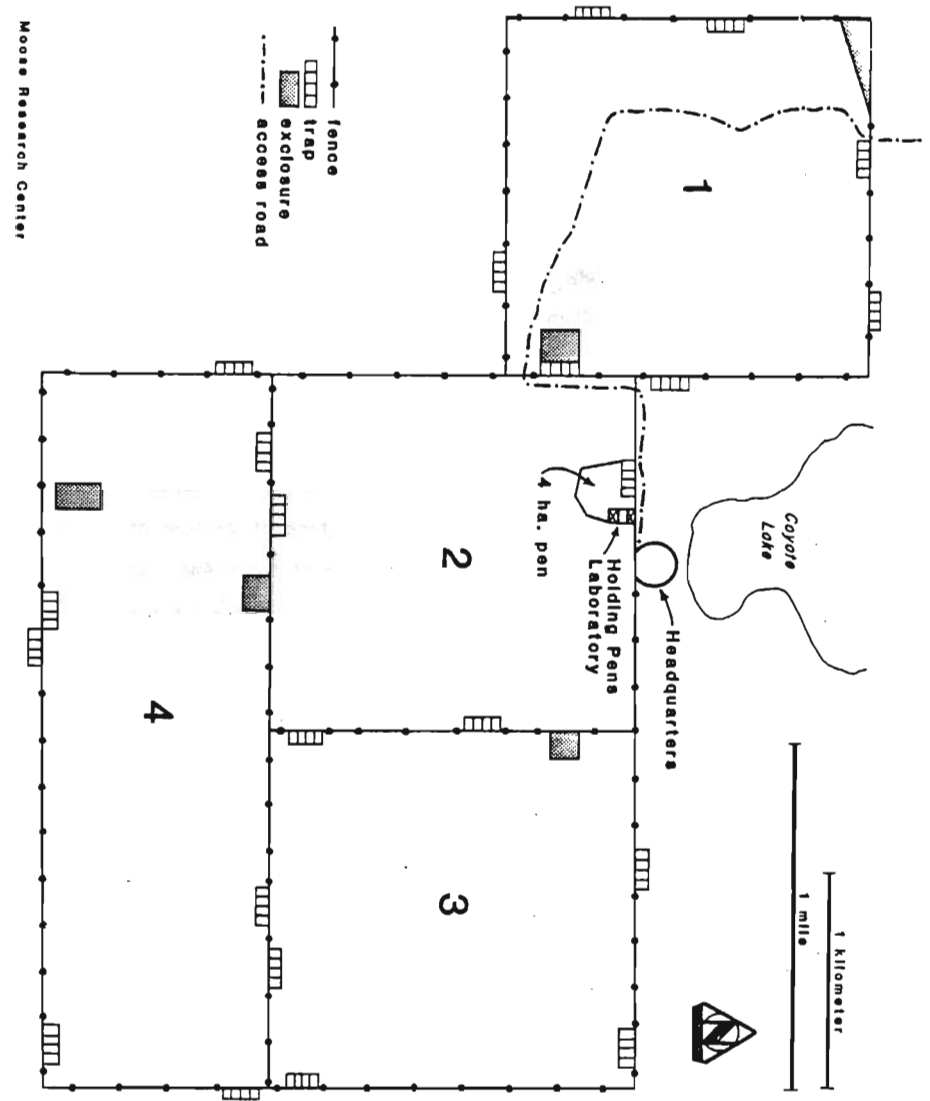 Moose Research Center
fence
trap
exclosure
access road
1
2
3
4
4 ha. pen
Holding Pens
Laboratory
Headquarters
Coyote
Lake
1 mile
1 kilometer
N